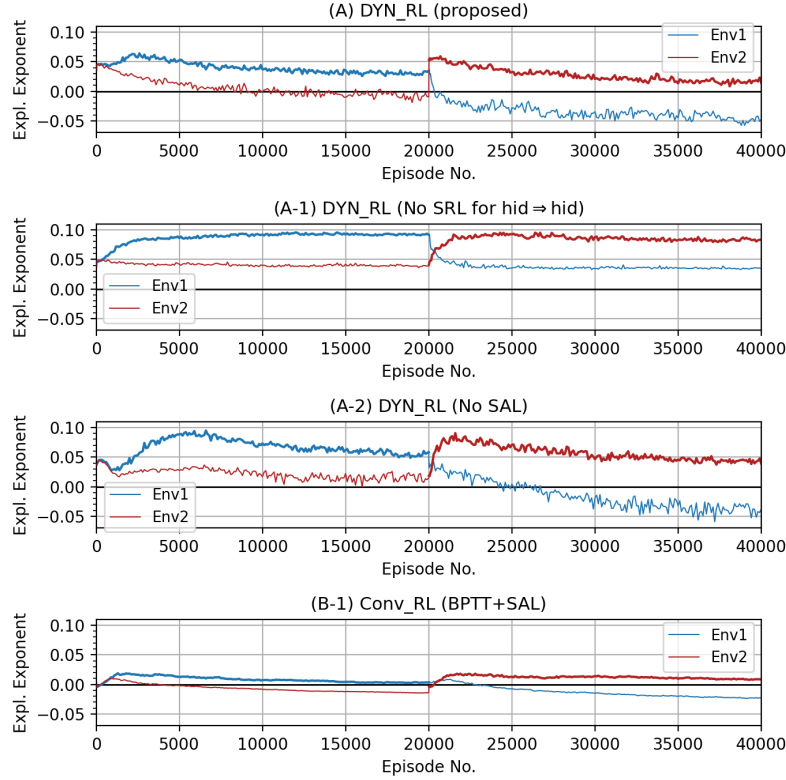 (A) DYN_RL (proposed)
Expl. Exponent
0.10
0.05
0.00
−0.05
Env1
Env2
0 5000 10000 15000 20000 25000 30000 35000 40000
Episode No.
(A-1) DYN_RL (No SRL for hid⇒hid)
Expl. Exponent
0.10
0.05
0.00
−0.05
Env1
Env2
0 5000 10000 15000 20000 25000 30000 35000 40000
Episode No.
(A-2) DYN_RL (No SAL)
Expl. Exponent
0.10
0.05
0.00
−0.05
Env1
Env2
0 5000 10000 15000 20000 25000 30000 35000 40000
Episode No.
(B-1) Conv_RL (BPTT+SAL)
Expl. Exponent
0.10
0.05
0.00
−0.05
Env1
Env2
0 5000 10000 15000 20000 25000 30000 35000 40000
Episode No.